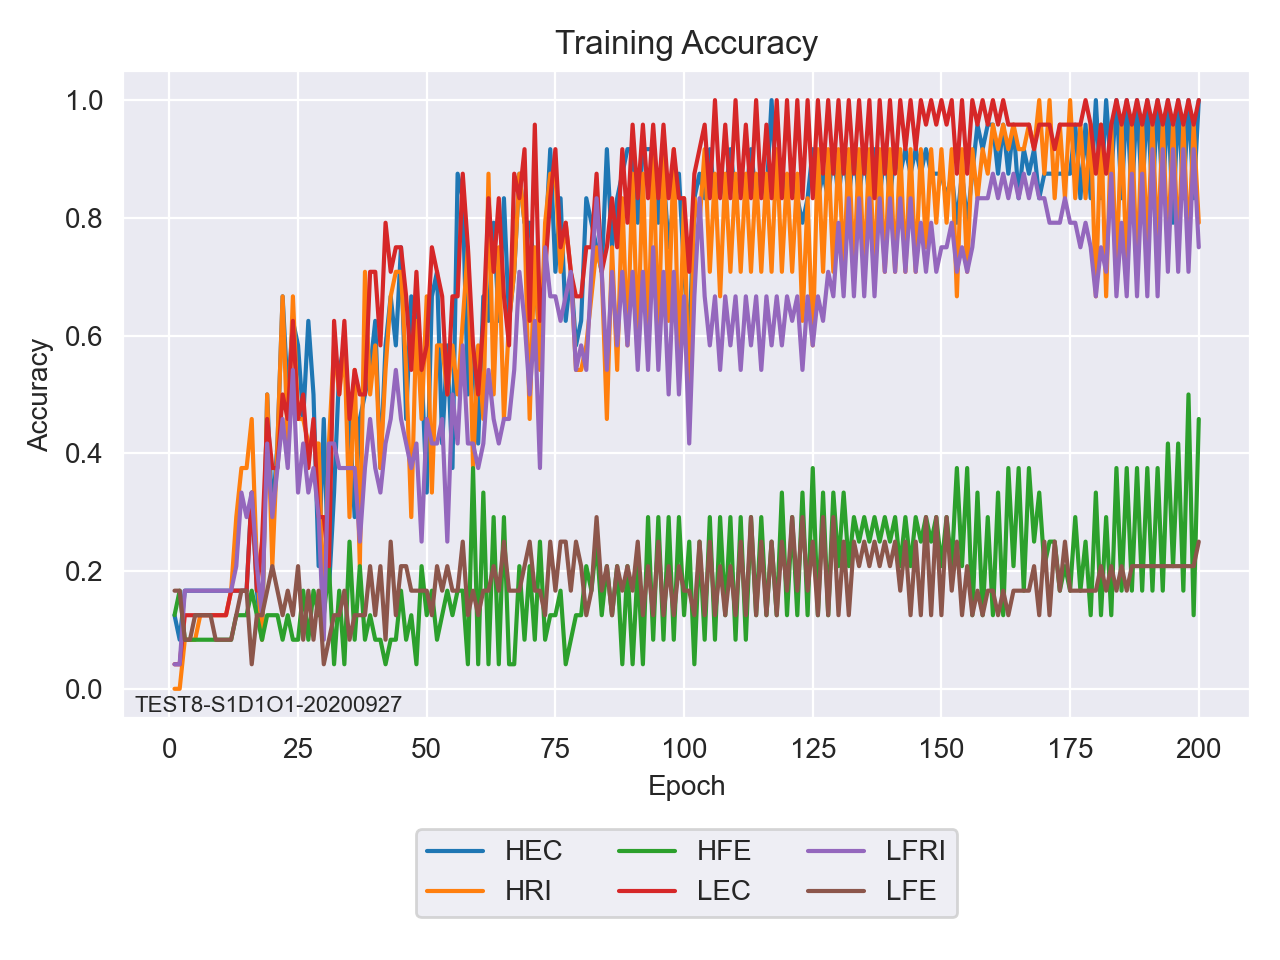 Training Accuracy
1.0
0.8
0.6
0.4
0.2
0.0
Accuracy
TEST8-S1D1O1-20200927
0 25 50 75 100 125 150 175 200
Epoch
HEC HFE LFRI
HRI LEC LFE